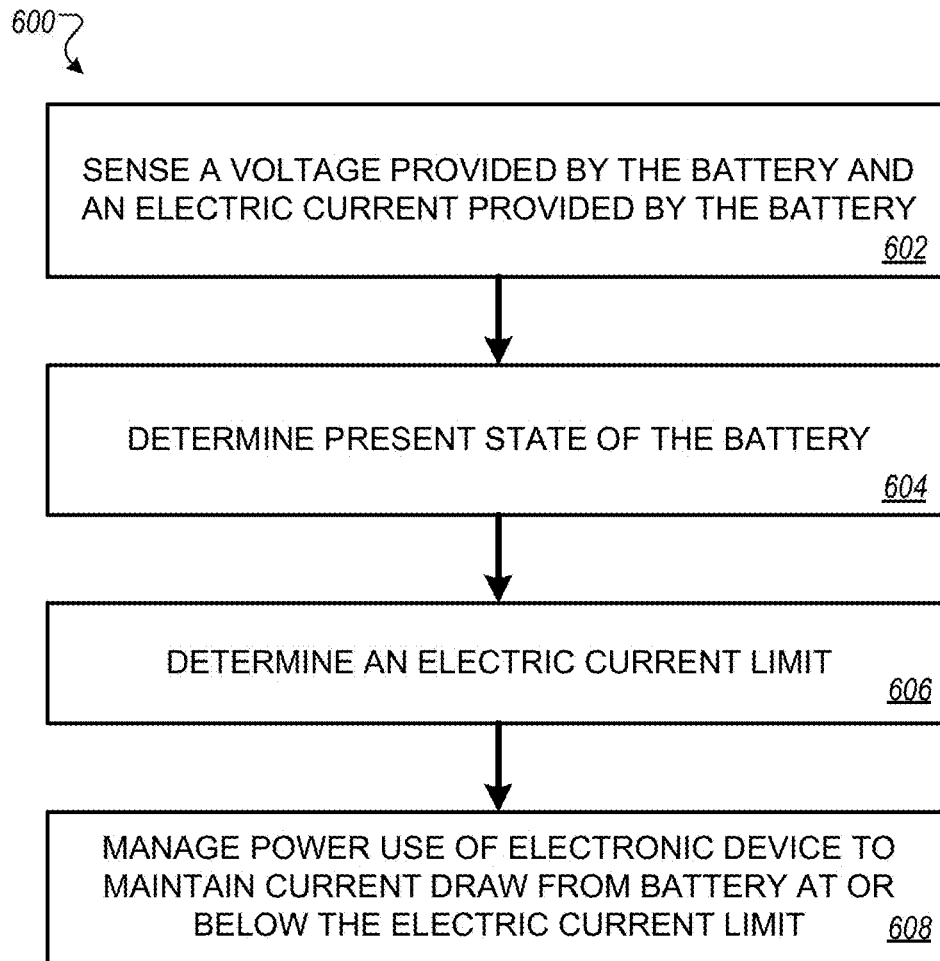 600
SENSE A VOLTAGE PROVIDED BY THE BATTERY AND
AN ELECTRIC CURRENT PROVIDED BY THE BATTERY
602
DETERMINE PRESENT STATE OF THE BATTERY
604
DETERMINE AN ELECTRIC CURRENT LIMIT
606
MANAGE POWER USE OF ELECTRONIC DEVICE TO
MAINTAIN CURRENT DRAW FROM BATTERY AT OR
BELOW THE ELECTRIC CURRENT LIMIT
608